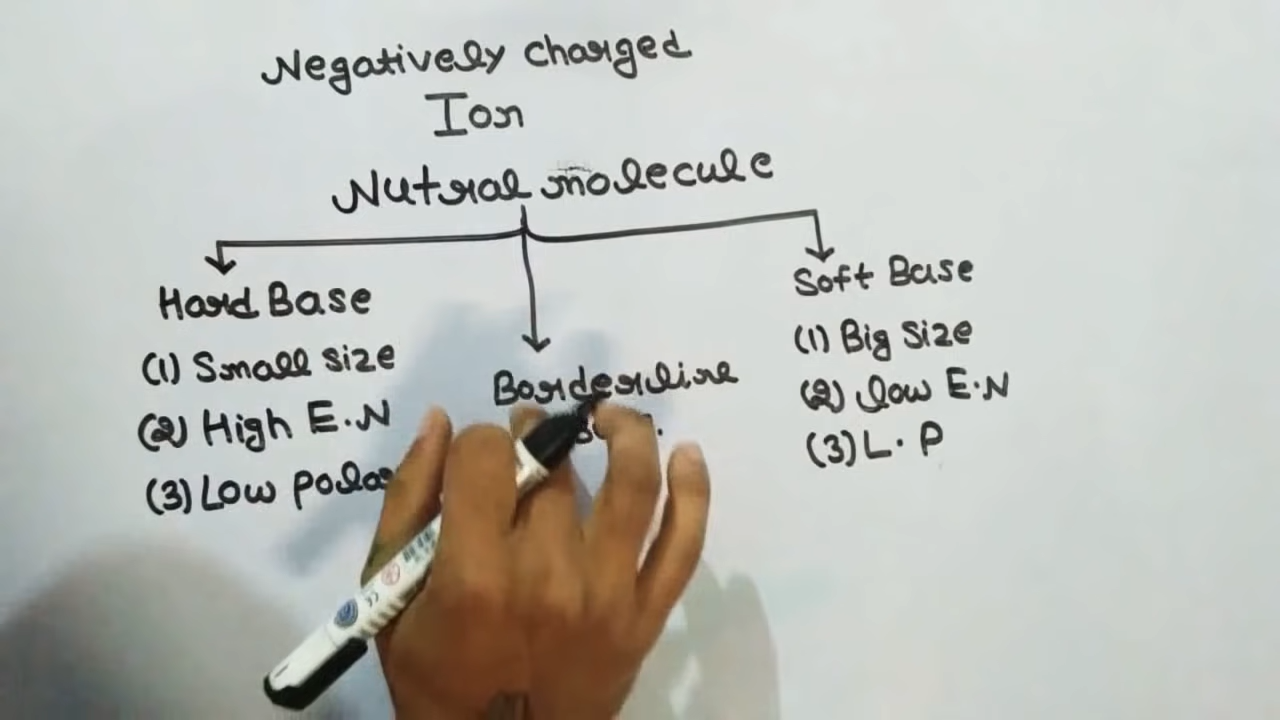 Negatively charged
Ion
Nutral molecule
Hard Base
(1) Small size
(2) High E.N
(3) Low
Borderline
Soft Base
(1) Big size
(2) low E.N
(3) L. P